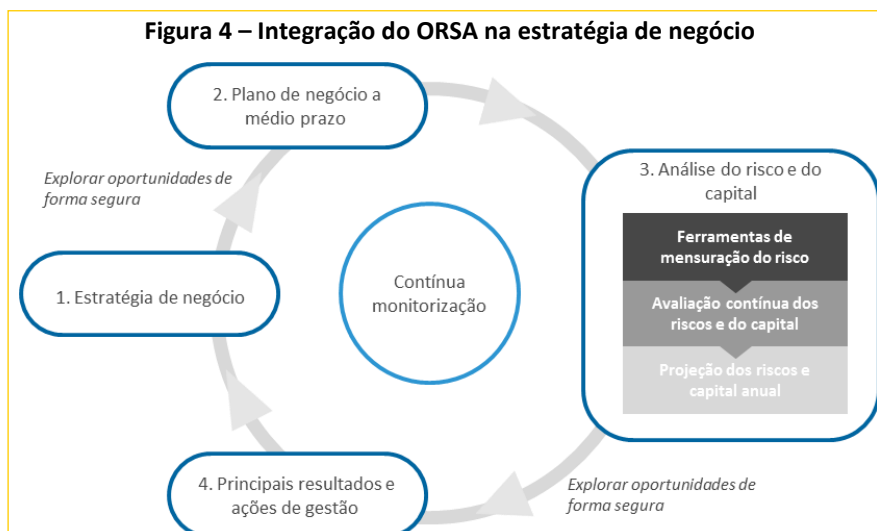 Figura 4 – Integração do ORSA na estratégia de negócio
2. Plano de negócio a
médio prazo
Explorar oportunidades de
forma segura
3. Análise do risco e do
capital
Ferramentas de
mensuração do risco
Avaliação contínua dos
riscos e do capital
Projeção dos riscos e
capital anual
1. Estratégia de negócio
Contínua
monitorização
4. Principais resultados e
ações de gestão
Explorar oportunidades de
forma segura